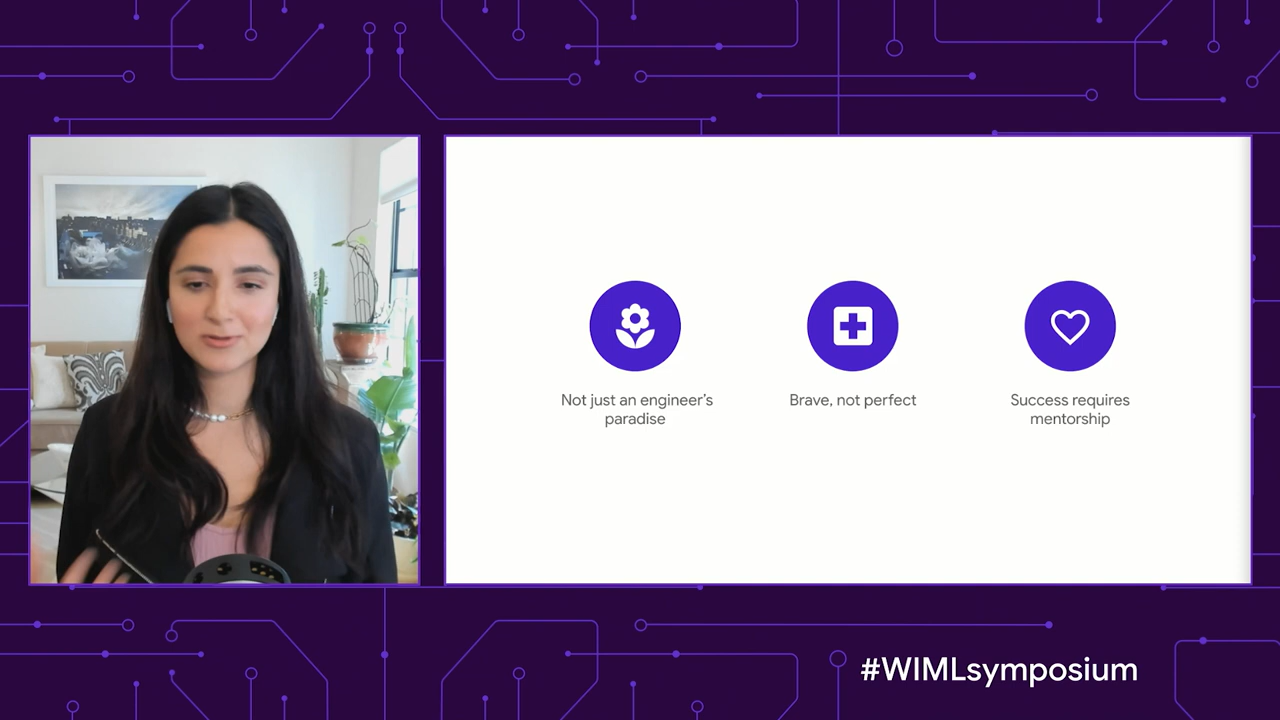 Not just an engineer's
paradise
Brave, not perfect
Success requires
mentorship
#WIMLsymposium